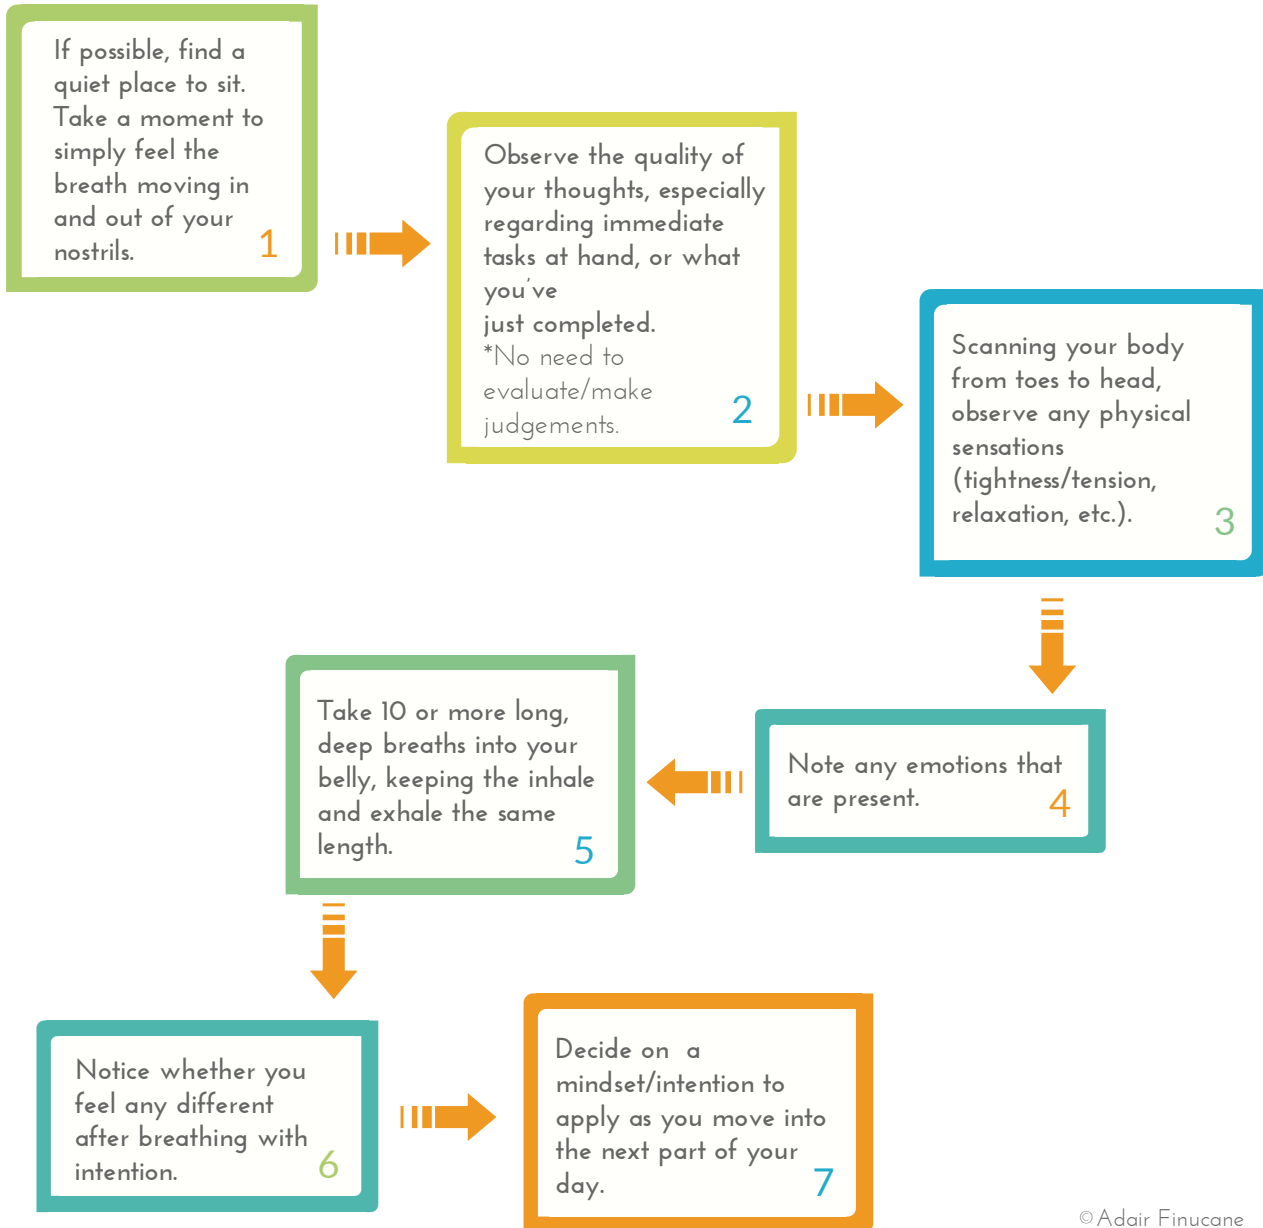 If possible, find a
quiet place to sit.
Take a moment to
simply feel the
breath moving in
and out of your
nostrils.
1
Observe the quality of
your thoughts, especially
regarding immediate
tasks at hand, or what
you've
just completed.
*No need to
evaluate/make
judgements.
2
Scanning your body
from toes to head,
observe any physical
sensations
(tightness/tension,
relaxation, etc.).
3
Note any emotions that
are present.
4
Take 10 or more long,
deep breaths into your
belly, keeping the inhale
and exhale the same
length.
5
Notice whether you
feel any different
after breathing with
intention.
6
Decide on a
mindset/intention to
apply as you move into
the next part of your
day.
7
©Adair Finucane